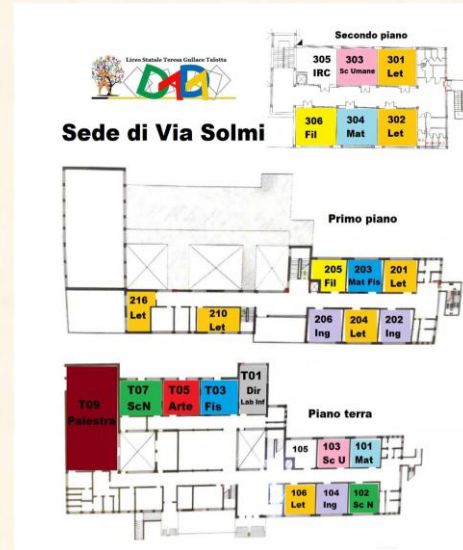 Liceo Statale Teresa Gullace Talotta
DADA
Sede di Via Solmi
Secondo piano
305
IRC
303
Sc Umane
301
Let
306
Fil
304
Mat
302
Let
Primo piano
205
Fil
203
Mat Fis
201
Let
216
Let
210
Let
206
Ing
204
Let
202
Ing
T09
Palestra
T07
ScN
T05
Arte
T03
Fis
T01
Dir
Lab Inf
Piano terra
105
103
Sc U
101
Mat
106
Let
104
Ing
102
Sc N